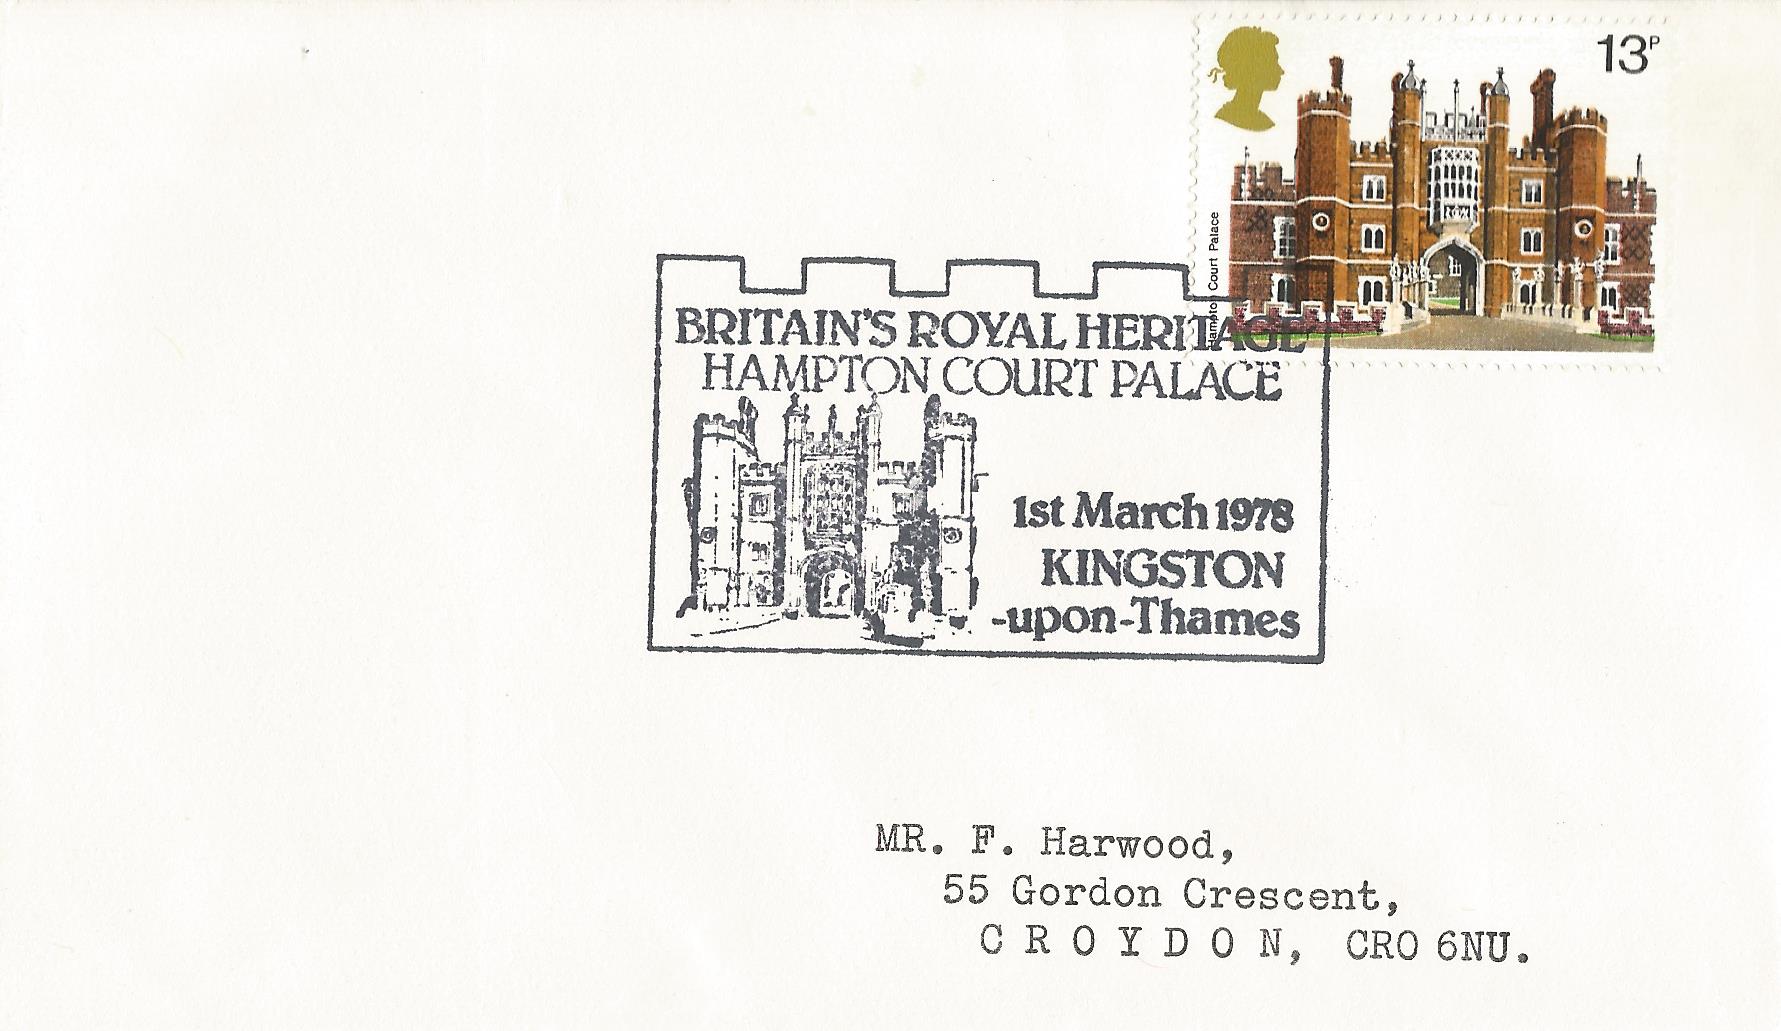 13P
Hampton Court Palace
BRITAIN'S ROYAL HERITAGE
HAMPTON COURT PALACE
1st March 1978
KINGSTON
-upon-Thames
MR. F. Harwood,
55 Gordon Crescent,
C R O Y D O N, CRO 6NU.